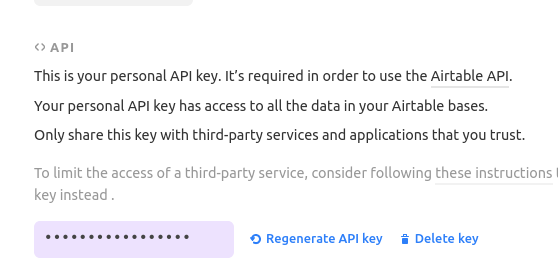 <> API
This is your personal API key. It's required in order to use the Airtable API.
Your personal API key has access to all the data in your Airtable bases.
Only share this key with third-party services and applications that you trust.
To limit the access of a third-party service, consider following these instructions
key instead .
•••••••••••••••••
Regenerate API key
Delete key